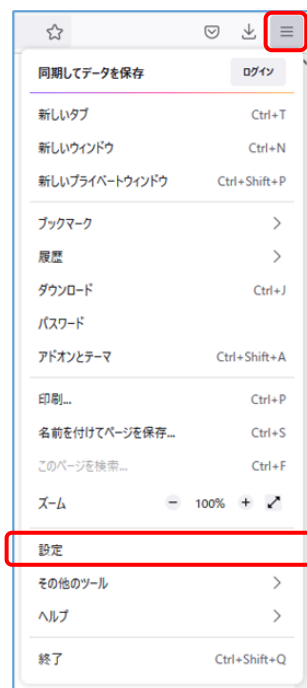 同期してデータを保存 ログイン
新しいタブ Ctrl+T
新しいウィンドウ Ctrl+N
新しいプライベートウィンドウ Ctrl+Shift+P
ブックマーク
履歴
ダウンロード Ctrl+J
パスワード
アドオンとテーマ Ctrl+Shift+A
印刷... Ctrl+P
名前を付けてページを保存... Ctrl+S
このページを検索... Ctrl+F
ズーム − 100% +
設定
その他のツール
ヘルプ
終了 Ctrl+Shift+Q